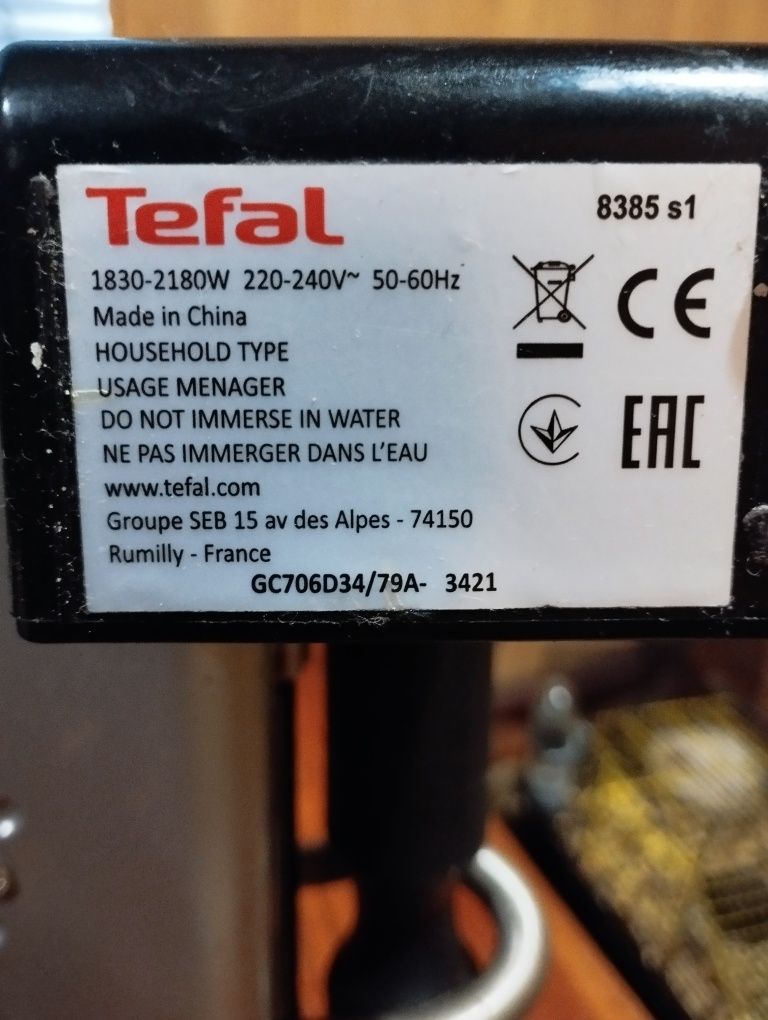 Tefal
8385 s1
1830-2180W 220-240V~ 50-60Hz
Made in China
HOUSEHOLD TYPE
USAGE MENAGER
DO NOT IMMERSE IN WATER
NE PAS IMMERGER DANS L'EAU
www.tefal.com
Groupe SEB 15 av des Alpes - 74150
Rumilly - France
GC706D34/79A- 3421
CE
EAC